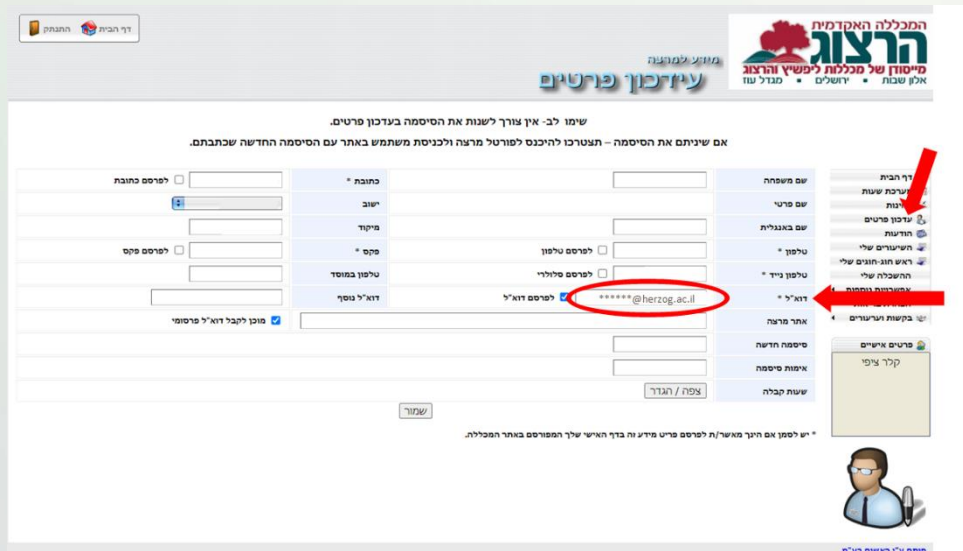 דף הבית
התנתק
המכללה האקדמית
הרצוג
מייסודן של מכללות ליפשיץ והרצוג
אלון שבות • ירושלים • מגדל עוז
מידע למרצה
עידכון פרטים
שימו לב- אין צורך לשנות את הסיסמה בעדכון פרטים.
אם שיניתם את הסיסמה – תצטרכו להיכנס לפורטל מרצה ולכניסת משתמש באתר עם הסיסמה החדשה שכתבתם.
דף הבית
עדכון פרטים
הודעות
השיעורים שלי
ראש חוג-חוגים שלי
ההשכלה שלי
בקשות וערעורים
פרטים אישיים
קלר ציפי
שם משפחה
כתובת *
לפרסם כתובת
שם פרטי
ישוב
שם באנגלית
מיקוד
טלפון *
לפרסם טלפון
פקס *
לפרסם פקס
טלפון נייד *
לפרסם סלולרי
טלפון במוסד
דוא"ל *
******@herzog.ac.il
לפרסם דוא"ל
דוא"ל נוסף
אתר מרצה
מוכן לקבל דוא"ל פרסומי
סיסמה חדשה
אימות סיסמה
שעות קבלה
צפה / הגדר
שמור
* יש לסמן אם הינך מאשר/ת לפרסם פריט מידע זה בדף האישי שלך המפורסם באתר המכללה.